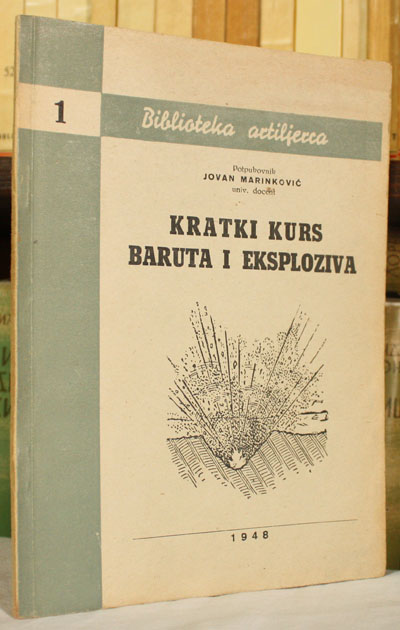 1
Biblioteka artiljerca
Potpukovnik
JOVAN MARINKOVIĆ
univ. docent
KRATKI KURS
BARUTA I EKSPLOZIVA
1948